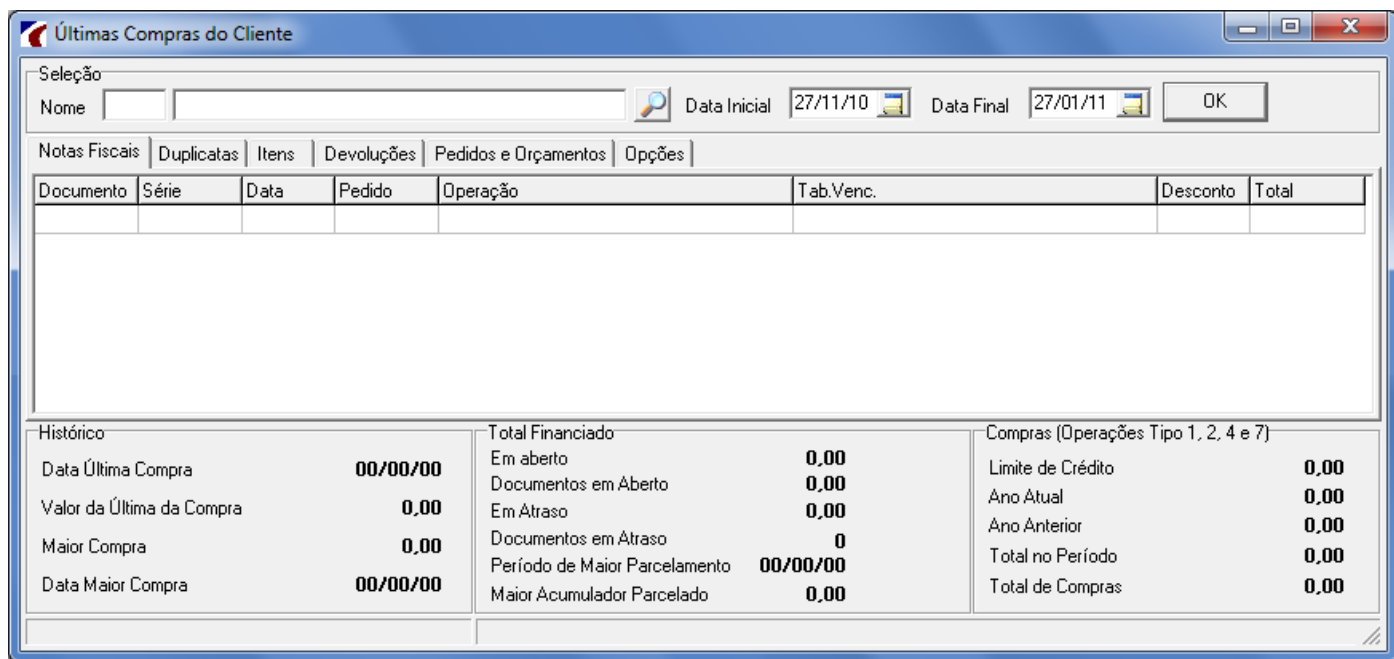 Últimas Compras do Cliente
Seleção
Nome Data Inicial 27/11/10 Data Final 27/01/11 OK
Notas Fiscais Duplicatas Itens Devoluções Pedidos e Orçamentos Opções
Documento Série Data Pedido Operação Tab.Venc. Desconto Total
Histórico
Data Última Compra 00/00/00
Valor da Última da Compra 0,00
Maior Compra 0,00
Data Maior Compra 00/00/00
Total Financiado
Em aberto 0,00
Documentos em Aberto 0,00
Em Atraso 0,00
Documentos em Atraso 0
Período de Maior Parcelamento 00/00/00
Maior Acumulador Parcelado 0,00
Compras (Operações Tipo 1, 2, 4 e 7)
Limite de Crédito 0,00
Ano Atual 0,00
Ano Anterior 0,00
Total no Período 0,00
Total de Compras 0,00